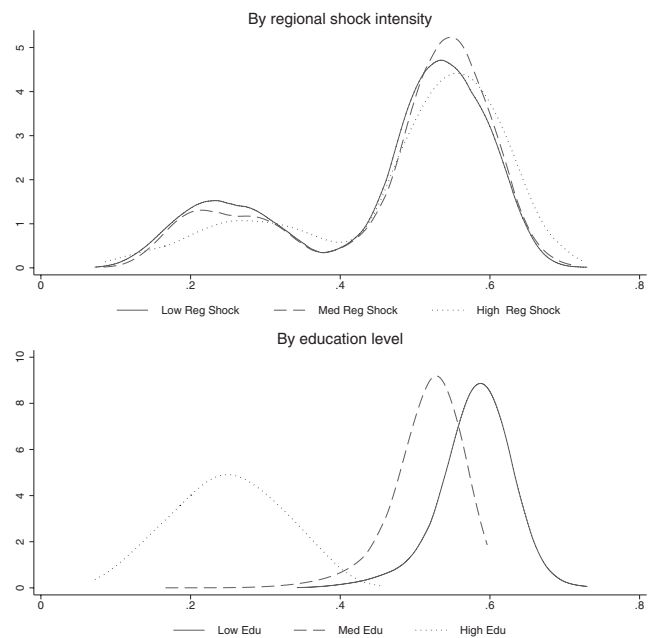 By regional shock intensity
5
4
3
2
1
0
0 .2 .4 .6 .8
Low Reg Shock Med Reg Shock High Reg Shock
By education level
10
8
6
4
2
0
0 .2 .4 .6 .8
Low Edu Med Edu High Edu